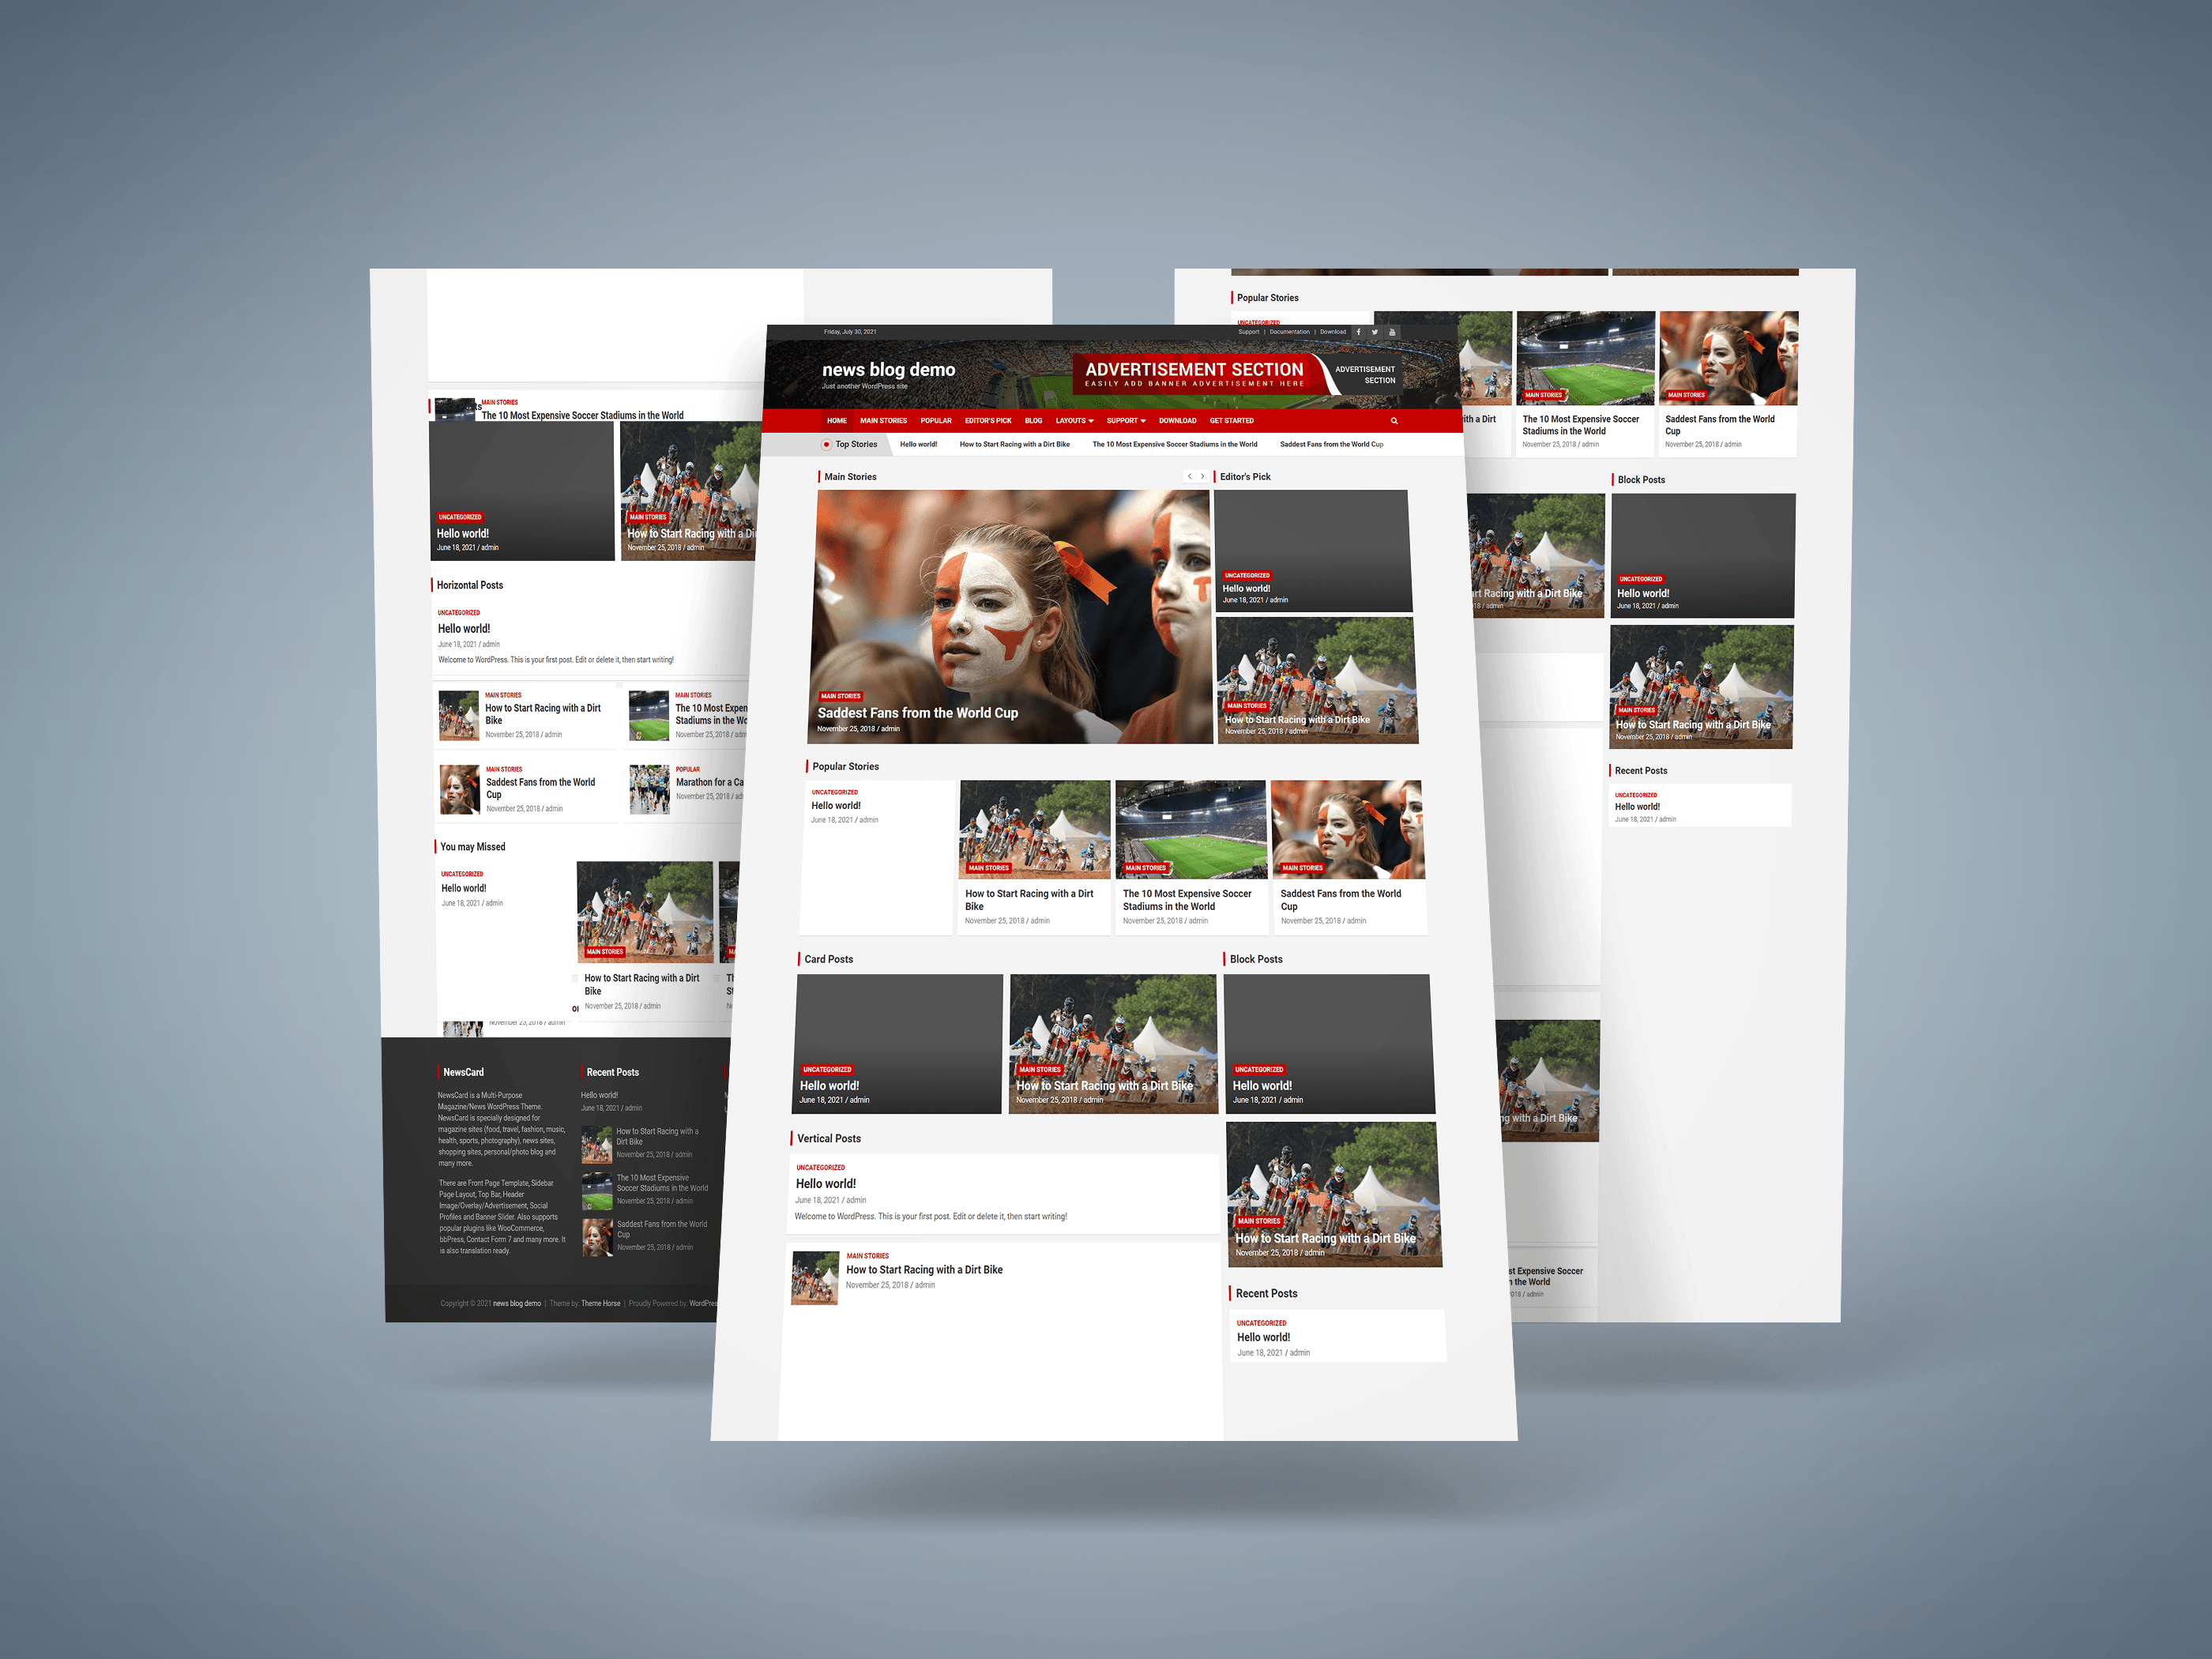 MAIN STORIES
The 10 Most Expensive Soccer Stadiums in the World
UNCATEGORIZED
Hello world!
June 18, 2021 / admin
MAIN STORIES
How to Start Racing with a
November 25, 2018 / admin
Horizontal Posts
UNCATEGORIZED
Hello world!
June 18, 2021 / admin
Welcome to WordPress. This is your first post. Edit or delete it, then start writing!
MAIN STORIES
How to Start Racing with a Dirt
Bike
November 25, 2018 / admin
MAIN STORIES
The 10 Most Expen
Stadiums in the Wo
November 25, 2018 / adm
MAIN STORIES
Saddest Fans from the World
Cup
November 25, 2018 / admin
POPULAR
Marathon for a Ca
November 25, 2018 / ad
You may Missed
UNCATEGORIZED
Hello world!
June 18, 2021 / admin
MAIN STORIES
How to Start Racing with a Dirt
Bike
November 25, 2018 / admin
November 25, 2018 / admin
NewsCard
NewsCard is a Multi-Purpose
Magazine/News WordPress Theme.
NewsCard is specially designed for
magazine sites (food, travel, fashion, music,
health, sports, photography), news sites,
shopping sites, personal/photo blog and
many more.
There are Front Page Template, Sidebar
Page Layout, Top Bar, Header
Image/Overlay/Advertisement, Social
Profiles and Banner Slider. Also supports
popular plugins like WooCommerce,
bbPress, Contact Form 7 and many more. It
is also translation ready.
Recent Posts
Hello world!
June 18, 2021 / admin
How to Start Racing with a
Dirt Bike
November 25, 2018 / admin
The 10 Most Expensive
Soccer Stadiums in the World
November 25, 2018 / admin
Saddest Fans from the World
Cup
November 25, 2018 / admin
Copyright © 2021 news blog demo | Theme by: Theme Horse | Proudly Powered by: WordPres
Friday, July 30, 2021
Support | Documentation | Download
news blog demo
Just another WordPress site
ADVERTISEMENT SECTION
EASILY ADD BANNER ADVERTISEMENT HERE
ADVERTISEMENT
SECTION
HOME MAIN STORIES POPULAR EDITOR'S PICK BLOG LAYOUTS SUPPORT DOWNLOAD GET STARTED
Top Stories Hello world! How to Start Racing with a Dirt Bike The 10 Most Expensive Soccer Stadiums in the World Saddest Fans from the World Cup
Main Stories
MAIN STORIES
Saddest Fans from the World Cup
November 25, 2018 / admin
Editor's Pick
UNCATEGORIZED
Hello world!
June 18, 2021 / admin
MAIN STORIES
How to Start Racing with a Dirt Bike
November 25, 2018 / admin
Popular Stories
UNCATEGORIZED
Hello world!
June 18, 2021 / admin
MAIN STORIES
How to Start Racing with a Dirt
Bike
November 25, 2018 / admin
MAIN STORIES
The 10 Most Expensive Soccer
Stadiums in the World
November 25, 2018 / admin
MAIN STORIES
Saddest Fans from the World
Cup
November 25, 2018 / admin
Card Posts
UNCATEGORIZED
Hello world!
June 18, 2021 / admin
MAIN STORIES
How to Start Racing with a Dirt Bike
November 25, 2018 / admin
Block Posts
UNCATEGORIZED
Hello world!
June 18, 2021 / admin
MAIN STORIES
How to Start Racing with a Dirt Bike
November 25, 2018 / admin
Vertical Posts
UNCATEGORIZED
Hello world!
June 18, 2021 / admin
Welcome to WordPress. This is your first post. Edit or delete it, then start writing!
MAIN STORIES
How to Start Racing with a Dirt Bike
November 25, 2018 / admin
Recent Posts
UNCATEGORIZED
Hello world!
June 18, 2021 / admin
Popular Stories
UNCATEGORIZED
ith a Dirt
MAIN STORIES
The 10 Most Expensive Soccer
Stadiums in the World
November 25, 2018 / admin
MAIN STORIES
Saddest Fans from the World
Cup
November 25, 2018 / admin
rt Racing with a Dirt Bike
18 / admin
Block Posts
UNCATEGORIZED
Hello world!
June 18, 2021 / admin
MAIN STORIES
How to Start Racing with a Dirt Bike
November 25, 2018 / admin
Recent Posts
UNCATEGORIZED
Hello world!
June 18, 2021 / admin
ng with a Dirt Bike
st Expensive Soccer
n the World
018 / admin